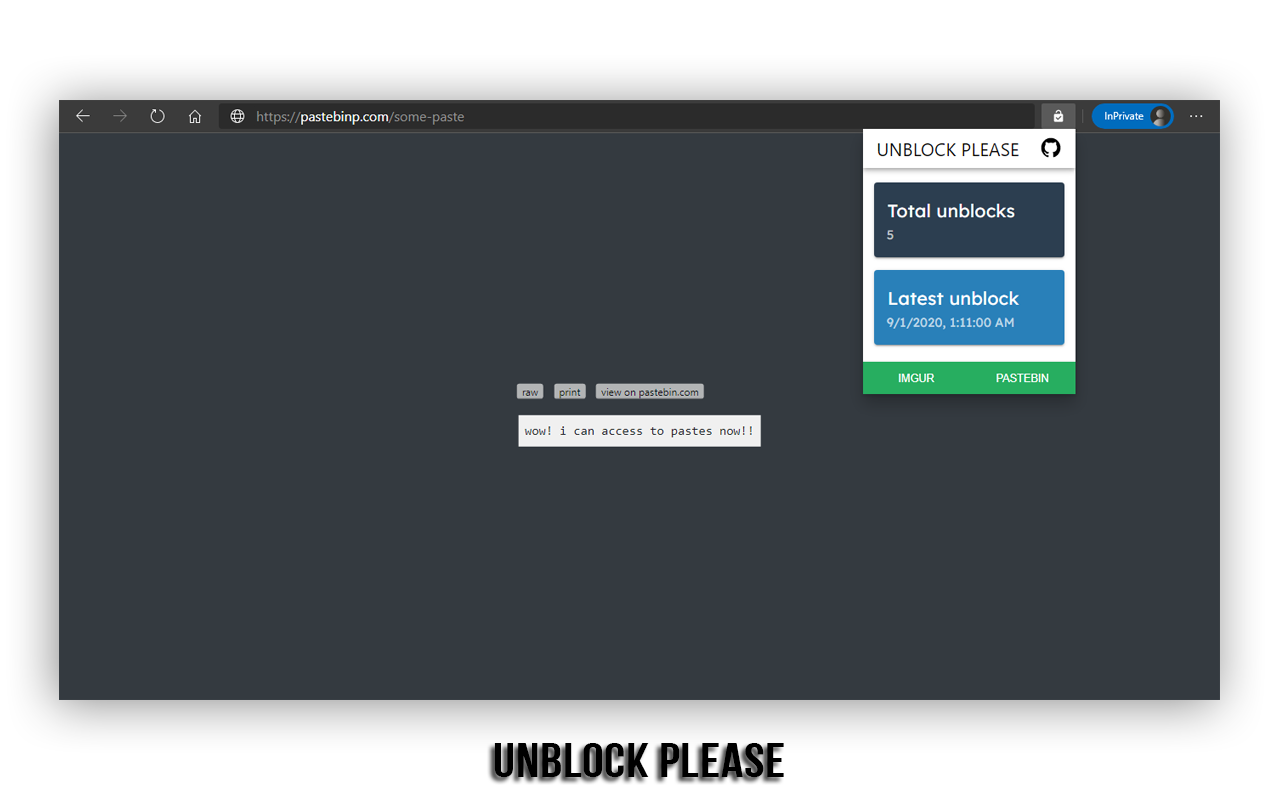 https://pastebinp.com/some-paste
InPrivate
UNBLOCK PLEASE
Total unblocks
5
Latest unblock
9/1/2020, 1:11:00 AM
IMGUR PASTEBIN
raw print view on pastebin.com
wow! i can access to pastes now!!
UNBLOCK PLEASE